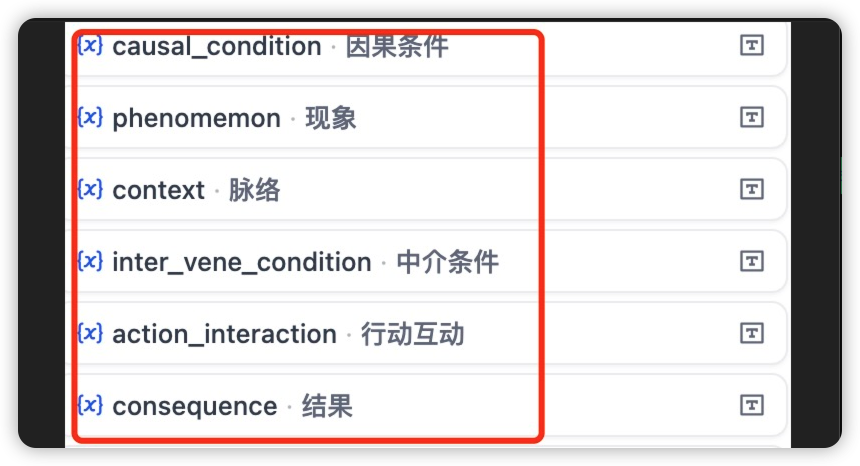 {x} causal_condition · 因果条件
{x} phenomemon · 现象
{x} context · 脉络
{x} inter_vene_condition · 中介条件
{x} action_interaction · 行动互动
{x} consequence · 结果